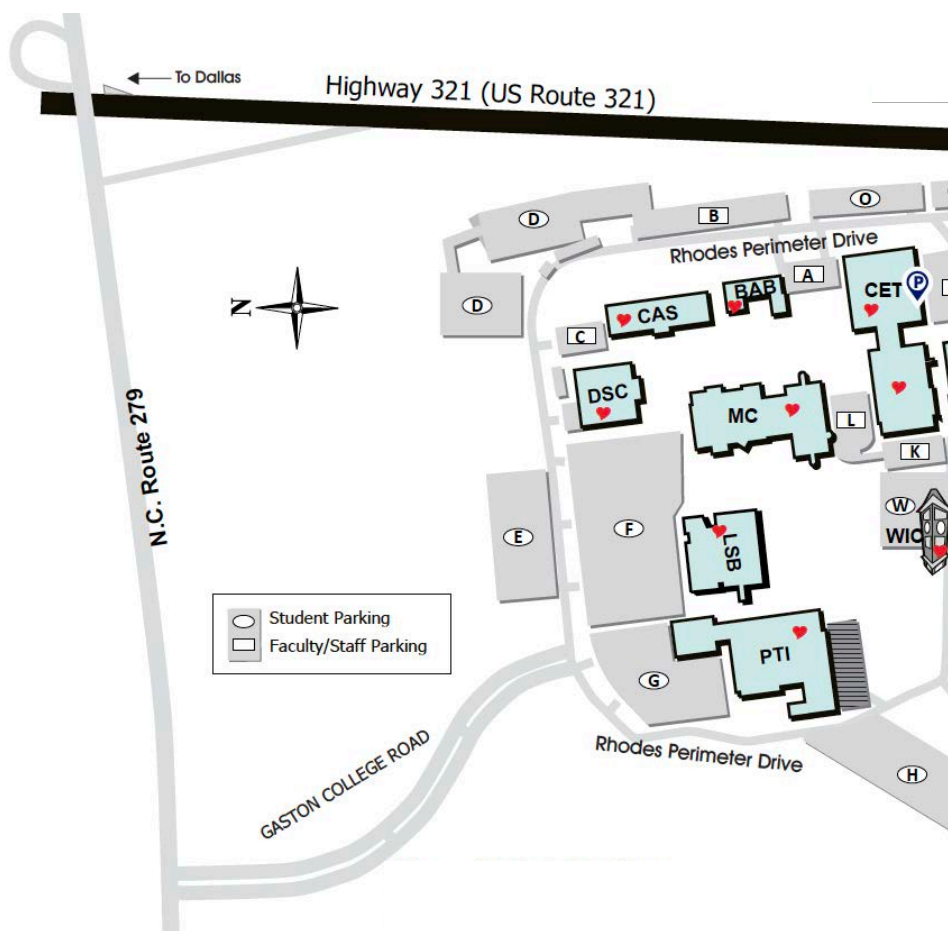 To Dallas
Highway 321 (US Route 321)
D
B
O
Rhodes Perimeter Drive
A
N
D
BAB
CET
P
CAS
C
DSC
MC
L
K
N.C. Route 279
W
E
F
LSB
WIC
Student Parking
Faculty/Staff Parking
PTI
G
Rhodes Perimeter Drive
GASTON COLLEGE ROAD
H